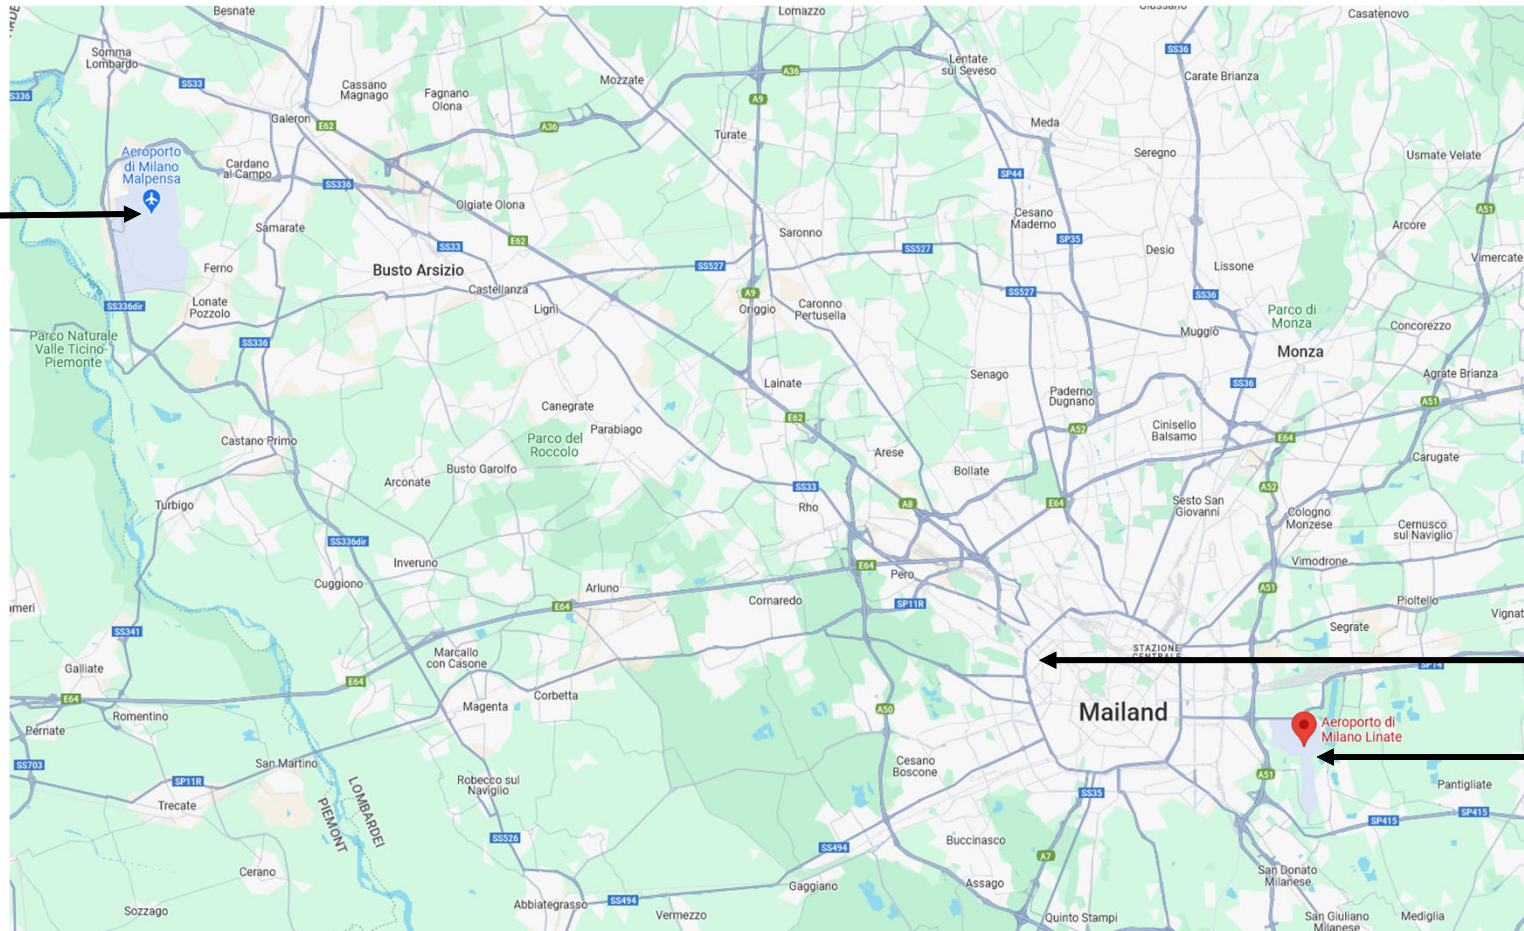 Besnate
Lomazzo
Giussano
Casatenovo
Somma
Lombardo
SS33
SS336
Cassano
Magnago
Fagnano
Olona
Mozzate
A36
A9
Lentate
sul Seveso
SS36
Carate Brianza
Galeron
E62
A36
Turate
Meda
Seregno
Usmate Velate
Aeroporto
di Milano
Malpensa
Cardano
al Campo
SS336
Olgiate Olona
SP44
Cesano
Maderno
A51
Arcore
Samarate
SS33
E62
Saronno
SS527
SP35
Desio
Lissone
Vimercate
Ferno
Busto Arsizio
SS527
Castellanza
A9
SS527
SS36
SS336dir
Lonate
Pozzolo
Ligni
Origgio
Caronno
Pertusella
Parco di
Monza
Muggiò
Concorezzo
Parco Naturale
Valle Ticino-
Piemonte
SS336
Monza
Lainate
Senago
SS36
Agrate Brianza
Paderno
Dugnano
A51
Canegrate
Parabiago
E62
A52
Cinisello
Balsamo
E64
Castano Primo
Parco del
Roccolo
Arese
Bollate
Carugate
Busto Garolfo
Arconate
SS33
Rho
A8
E64
Sesto San
Giovanni
A52
Cologno
Monzese
Cernusco
sul Naviglio
Turbigo
SS336dir
Inveruno
Cuggiono
E64
Pero
Vimodrone
Arluno
E64
Cornaredo
SP11R
A51
Pioltello
Vignat
ameri
SS341
Segrate
Galliate
Marcallo
con Casone
STAZIONE
CENTRALE
SP14
E64
E64
Corbetta
Magenta
A50
Mailand
Aeroporto di
Milano Linate
Romentino
Pernate
SS703
San Martino
SP11R
Trecate
Robecco sul
Naviglio
Cesano
Boscone
A51
Pantigliate
SS35
LOMBARDEI
PIEMONT
SS526
SS494
Buccinasco
A7
SP415
SP415
Cerano
Gaggiano
Assago
San Donato
Milanese
Abbiategrasso
SS494
Vermezzo
Sozzago
Quinto Stampi
San Giuliano
Milanese
Mediglia